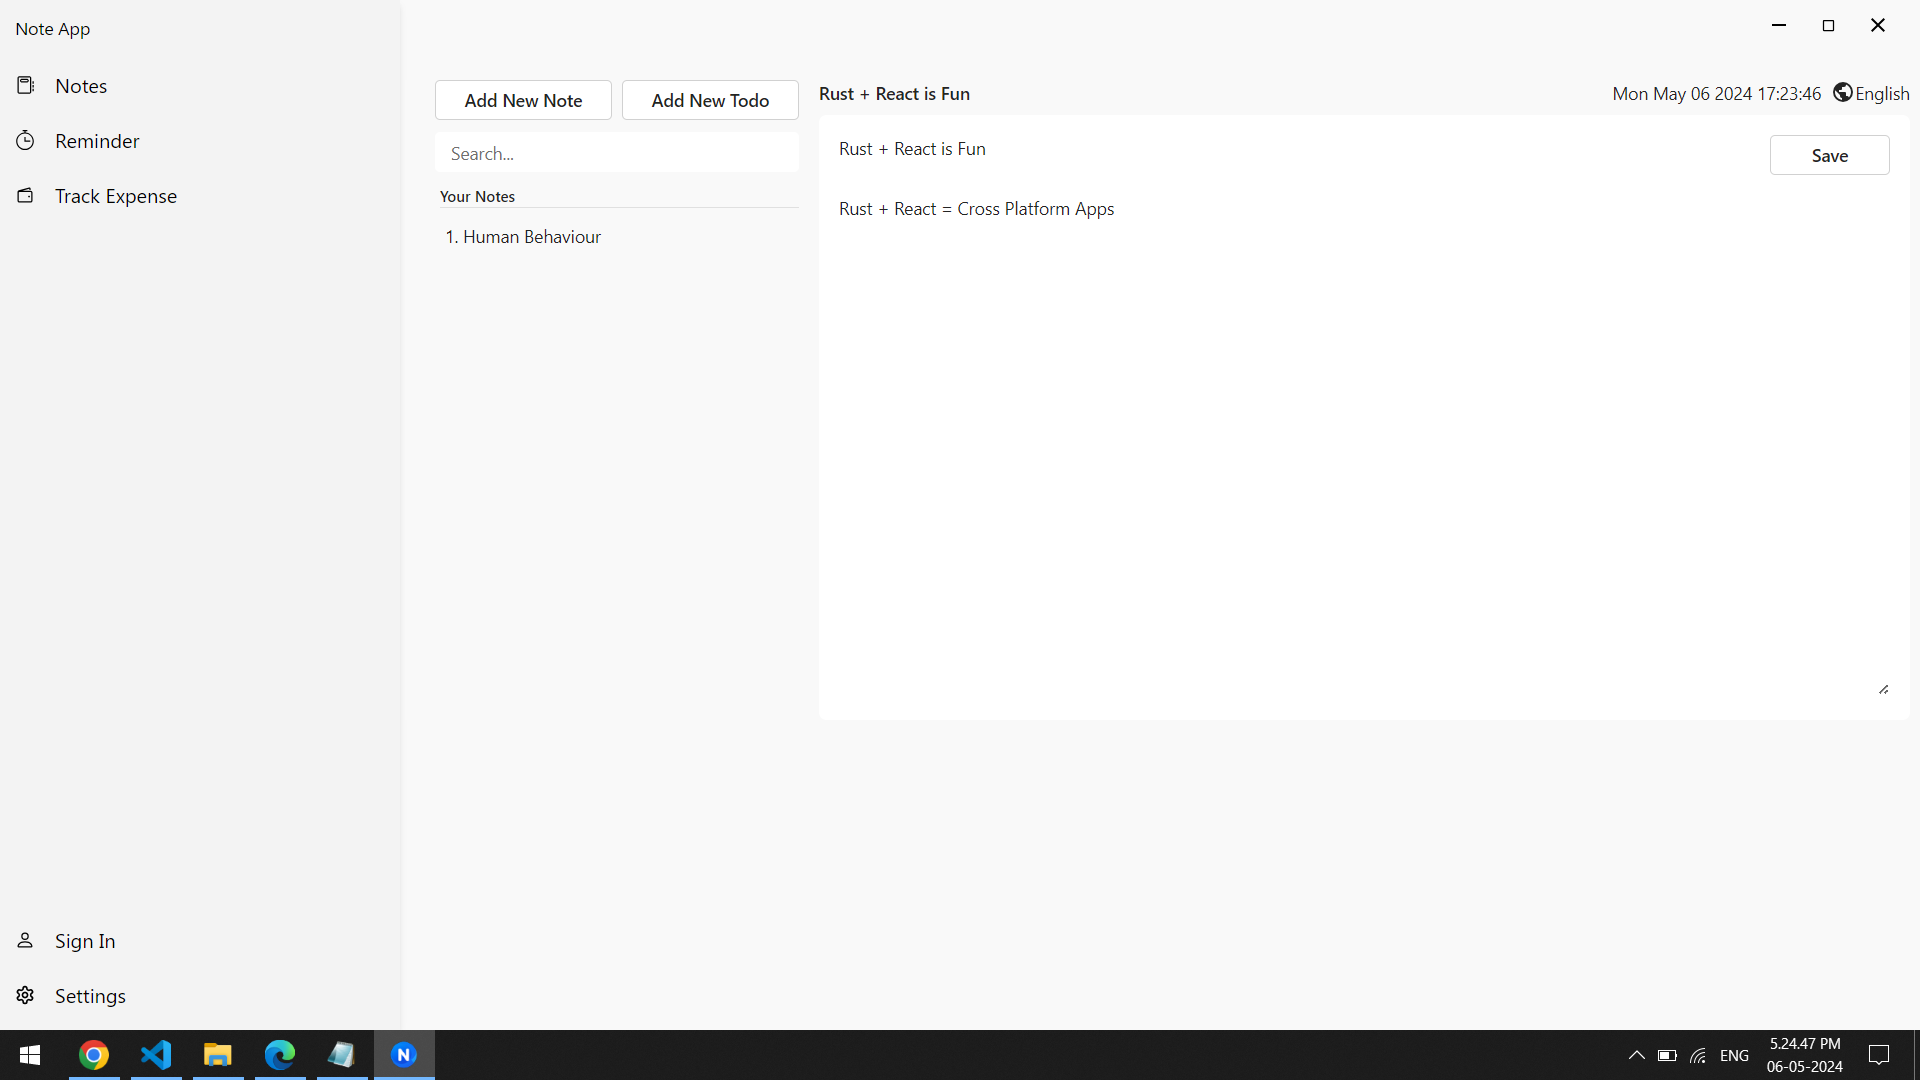 Note App
Notes
Reminder
Track Expense
Sign In
Settings
Add New Note
Add New Todo
Search...
Your Notes
1. Human Behaviour
Rust + React is Fun
Mon May 06 2024 17:23:46
English
Rust + React is Fun
Save
Rust + React = Cross Platform Apps
N
ENG
5.24.47 PM
06-05-2024